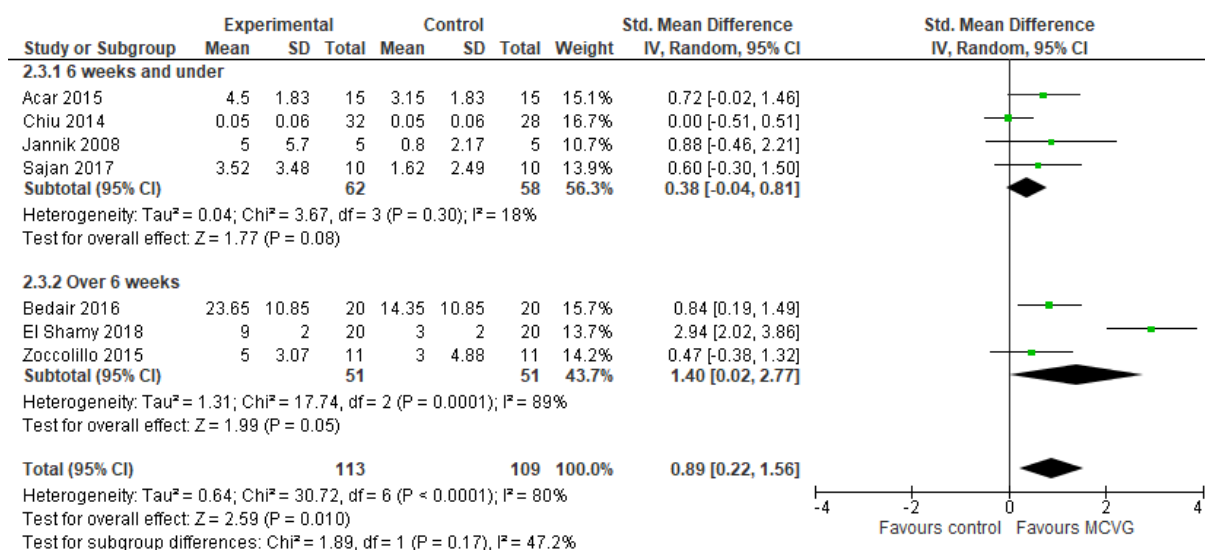 Experimental Control Std. Mean Difference Std. Mean Difference
Study or Subgroup Mean SD Total Mean SD Total Weight IV, Random, 95% CI IV, Random, 95% CI
2.3.1 6 weeks and under
Acar 2015 4.5 1.83 15 3.15 1.83 15 15.1% 0.72 [-0.02, 1.46]
Chiu 2014 0.05 0.06 32 0.05 0.06 28 16.7% 0.00 [-0.51, 0.51]
Jannik 2008 5 5.7 5 0.8 2.17 5 10.7% 0.88 [-0.46, 2.21]
Sajan 2017 3.52 3.48 10 1.62 2.49 10 13.9% 0.60 [-0.30, 1.50]
Subtotal (95% CI) 62 58 56.3% 0.38 [-0.04, 0.81]
Heterogeneity: Tau² = 0.04; Chi² = 3.67, df = 3 (P = 0.30); I² = 18%
Test for overall effect: Z = 1.77 (P = 0.08)
2.3.2 Over 6 weeks
Bedair 2016 23.65 10.85 20 14.35 10.85 20 15.7% 0.84 [0.19, 1.49]
El Shamy 2018 9 2 20 3 2 20 13.7% 2.94 [2.02, 3.86]
Zoccolillo 2015 5 3.07 11 3 4.88 11 14.2% 0.47 [-0.38, 1.32]
Subtotal (95% CI) 51 51 43.7% 1.40 [0.02, 2.77]
Heterogeneity: Tau² = 1.31; Chi² = 17.74, df = 2 (P = 0.0001); I² = 89%
Test for overall effect: Z = 1.99 (P = 0.05)
Total (95% CI) 113 109 100.0% 0.89 [0.22, 1.56]
Heterogeneity: Tau² = 0.64; Chi² = 30.72, df = 6 (P < 0.0001); I² = 80%
Test for overall effect: Z = 2.59 (P = 0.010)
Test for subgroup differences: Chi² = 1.89, df = 1 (P = 0.17), I² = 47.2%
-4 -2 0 2 4
Favours control Favours MCVG